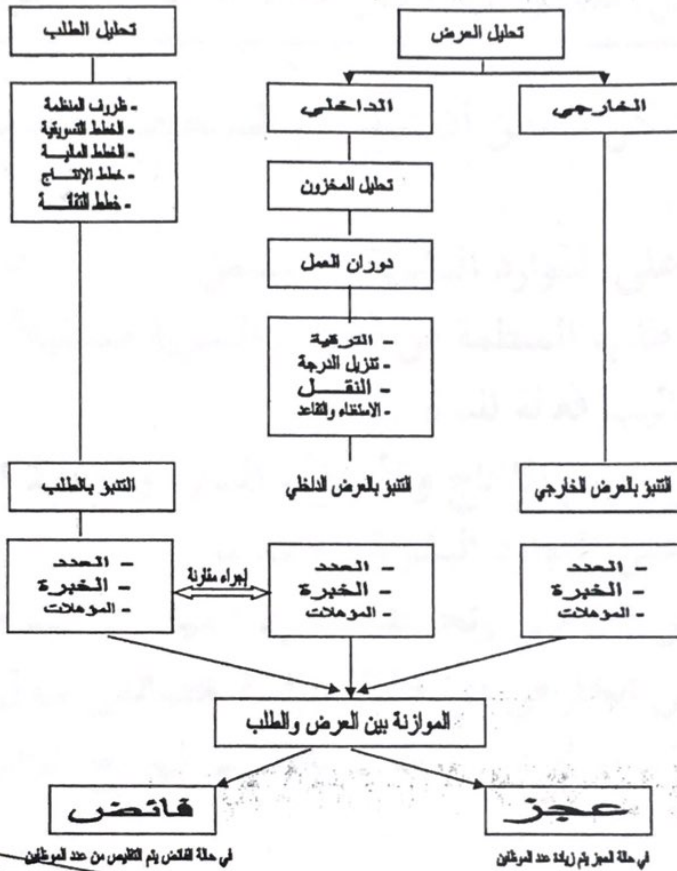 تحليل العرض
تحليل الطلب
الخارجي
الداخلي
- ظروف المنظمة
- الخطط التسويقية
- الخطط المالية
- خطط الإنتاج
- خطط التقنية
تحليل المخزون
دوران العمل
- الترقية
- تنزيل الدرجة
- النقل
- الاستغناء والتقاعد
التنبؤ بالعرض الخارجي
التنبؤ بالعرض الداخلي
التنبؤ بالطلب
- العدد
- الخبرة
- المؤهلات
- العدد
- الخبرة
- المؤهلات
إجراء مقارنة
- العدد
- الخبرة
- المؤهلات
الموازنة بين العرض والطلب
عجز
فائض
في حالة العجز يتم زيادة عدد الموظفين
في حالة الفائض يتم التقليص من عدد الموظفين